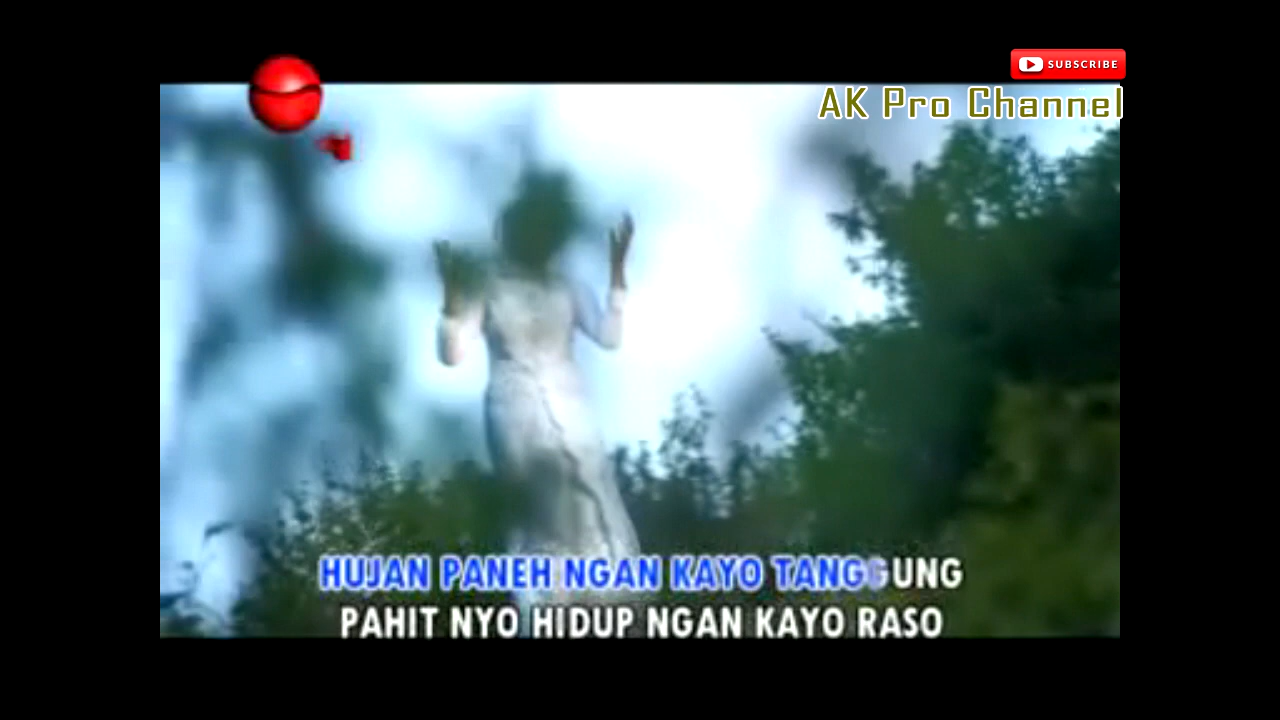 SUBSCRIBE
AK Pro Channel
HUJAN PANEH NGAN KAYO TANGGUNG
PAHIT NYO HIDUP NGAN KAYO RASO